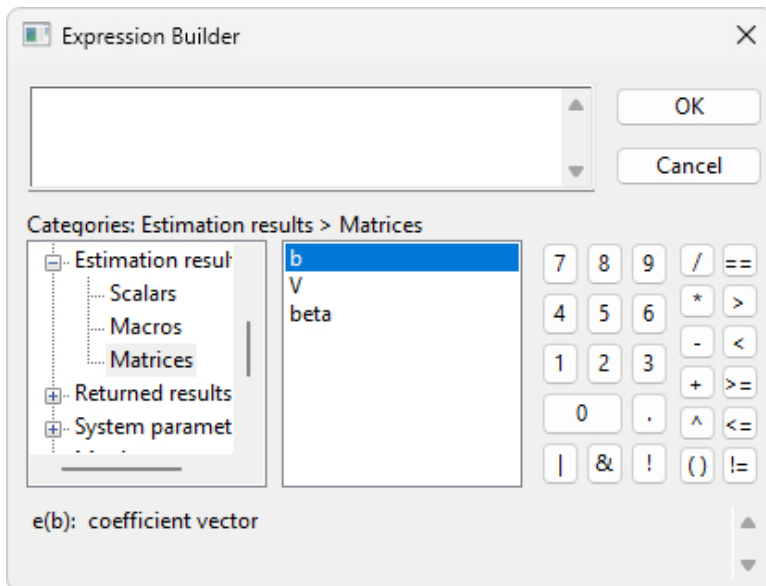 Expression Builder
OK
Cancel
Categories: Estimation results > Matrices
Estimation resul
Scalars
Macros
Matrices
Returned results
System paramet
b
V
beta
7 8 9 / ==
4 5 6 * >
1 2 3 - <
0 . + >=
| & ! ^ <=
() !=
e(b): coefficient vector